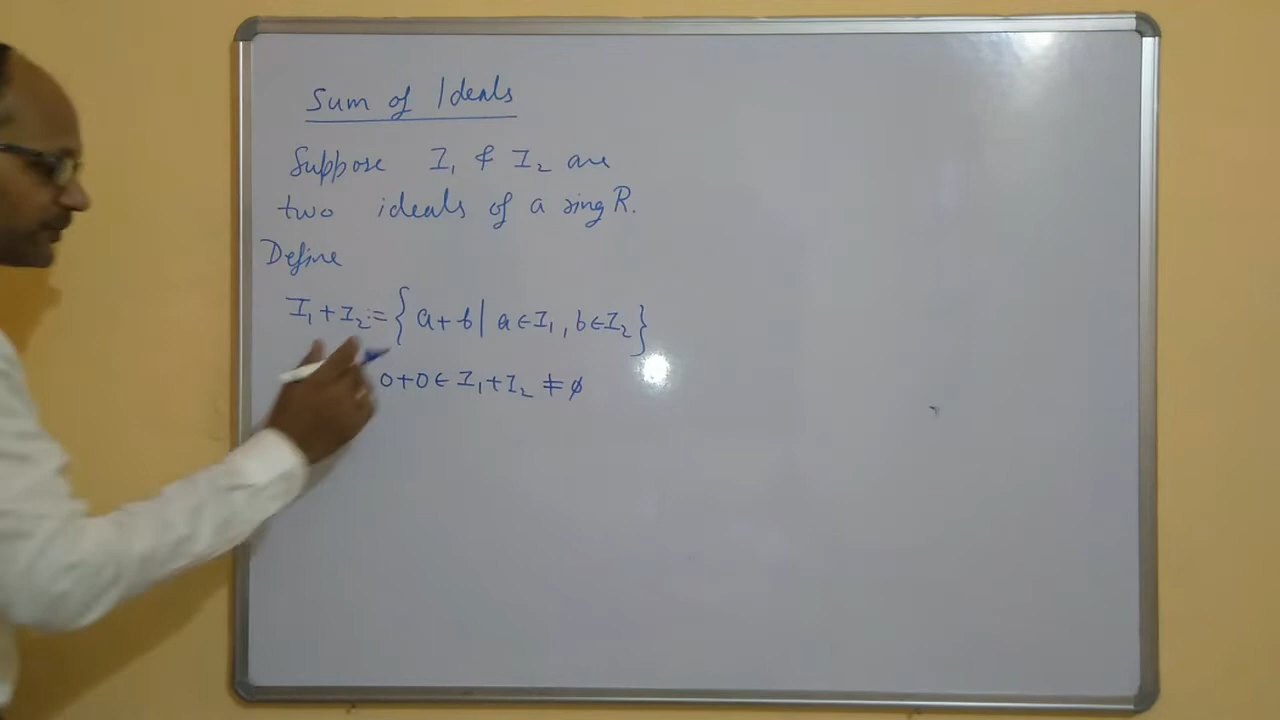 Sum of Ideals
Suppose I₁ & I₂ are
two ideals of a ring R.
Define
I₁ + I₂ := { a + b | a ∈ I₁ , b ∈ I₂ }
0+0 ∈ I₁ + I₂ ≠ ϕ